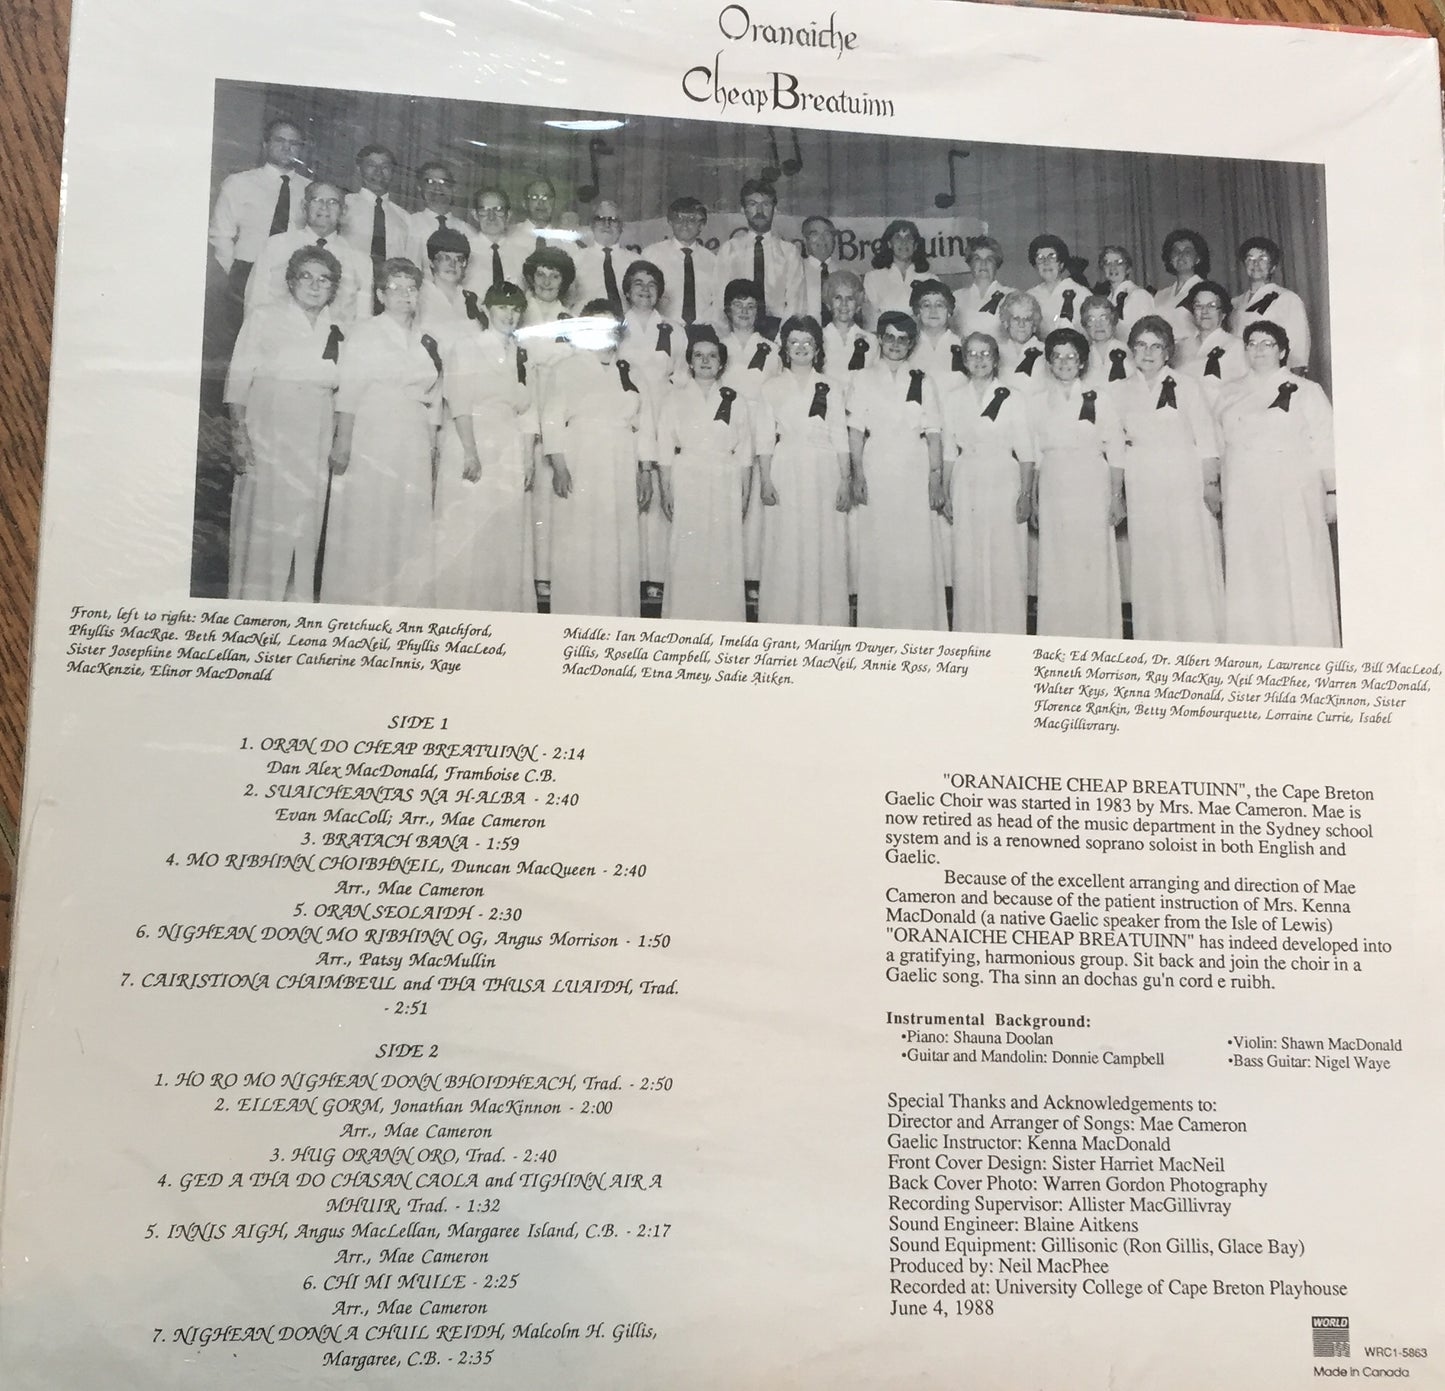 Oranaiche
Cheap Breatuinn
Front, left to right: Mae Cameron, Ann Gretchuck, Ann Ratchford,
Phyllis MacRae. Beth MacNeil, Leona MacNeil, Phyllis MacLeod,
Sister Josephine MacLellan, Sister Catherine MacInnis, Kaye
MacKenzie, Elinor MacDonald
Middle: Ian MacDonald, Imelda Grant, Marilyn Dwyer, Sister Josephine
Gillis, Rosella Campbell, Sister Harriet MacNeil, Annie Ross, Mary
MacDonald, Etna Amey, Sadie Aitken.
Back: Ed MacLeod, Dr. Albert Maroun, Lawrence Gillis, Bill MacLeod,
Kenneth Morrison, Ray MacKay, Neil MacPhee, Warren MacDonald,
Walter Keys, Kenna MacDonald, Sister Hilda MacKinnon, Sister
Florence Rankin, Betty Mombourquette, Lorraine Currie, Isabel
MacGillivrary.
SIDE 1
1. ORAN DO CHEAP BREATUINN - 2:14
Dan Alex MacDonald, Framboise C.B.
2. SUAICHEANTAS NA H-ALBA - 2:40
Evan MacColl; Arr., Mae Cameron
3. BRATACH BANA - 1:59
4. MO RIBHINN CHOIBHNEIL, Duncan MacQueen - 2:40
Arr., Mae Cameron
5. ORAN SEOLAIDH - 2:30
6. NIGHEAN DONN MO RIBHINN OG, Angus Morrison - 1:50
Arr., Patsy MacMullin
7. CAIRISTIONA CHAIMBEUL and THA THUSA LUAIDH, Trad.
- 2:51
SIDE 2
1. HO RO MO NIGHEAN DONN BHOIDHEACH, Trad. - 2:50
2. EILEAN GORM, Jonathan MacKinnon - 2:00
Arr., Mae Cameron
3. HUG ORANN ORO, Trad. - 2:40
4. GED A THA DO CHASAN CAOLA and TIGHINN AIR A
MHUIR, Trad. - 1:32
5. INNIS AIGH, Angus MacLellan, Margaree Island, C.B. - 2:17
Arr., Mae Cameron
6. CHI MI MUILE - 2:25
Arr., Mae Cameron
7. NIGHEAN DONN A CHUIL REIDH, Malcolm H. Gillis,
Margaree, C.B. - 2:35
"ORANAICHE CHEAP BREATUINN", the Cape Breton
Gaelic Choir was started in 1983 by Mrs. Mae Cameron. Mae is
now retired as head of the music department in the Sydney school
system and is a renowned soprano soloist in both English and
Gaelic.
Because of the excellent arranging and direction of Mae
Cameron and because of the patient instruction of Mrs. Kenna
MacDonald (a native Gaelic speaker from the Isle of Lewis)
"ORANAICHE CHEAP BREATUINN" has indeed developed into
a gratifying, harmonious group. Sit back and join the choir in a
Gaelic song. Tha sinn an dochas gu'n cord e ruibh.
Instrumental Background:
•Piano: Shauna Doolan
•Guitar and Mandolin: Donnie Campbell
•Violin: Shawn MacDonald
•Bass Guitar: Nigel Waye
Special Thanks and Acknowledgements to:
Director and Arranger of Songs: Mae Cameron
Gaelic Instructor: Kenna MacDonald
Front Cover Design: Sister Harriet MacNeil
Back Cover Photo: Warren Gordon Photography
Recording Supervisor: Allister MacGillivray
Sound Engineer: Blaine Aitkens
Sound Equipment: Gillisonic (Ron Gillis, Glace Bay)
Produced by: Neil MacPhee
Recorded at: University College of Cape Breton Playhouse
June 4, 1988
WORLD
WRC1-5863
Made in Canada